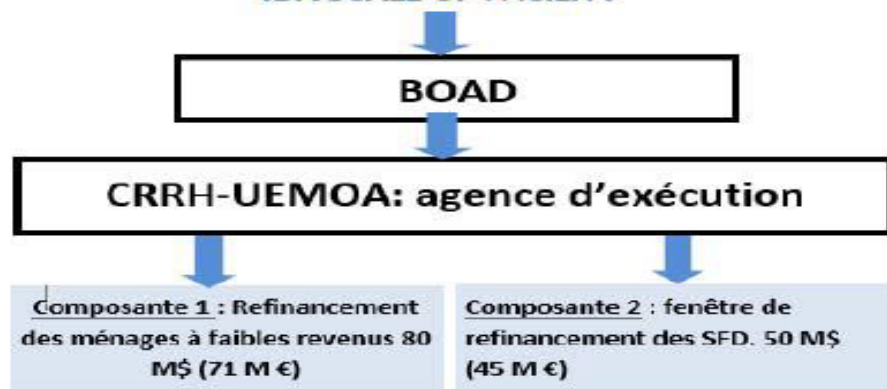 BOAD
CRRH-UEMOA: agence d'exécution
Composante 1 : Refinancement
des ménages à faibles revenus 80
M$ (71 M €)
Composante 2 : fenêtre de
refinancement des SFD. 50 M$
(45 M €)